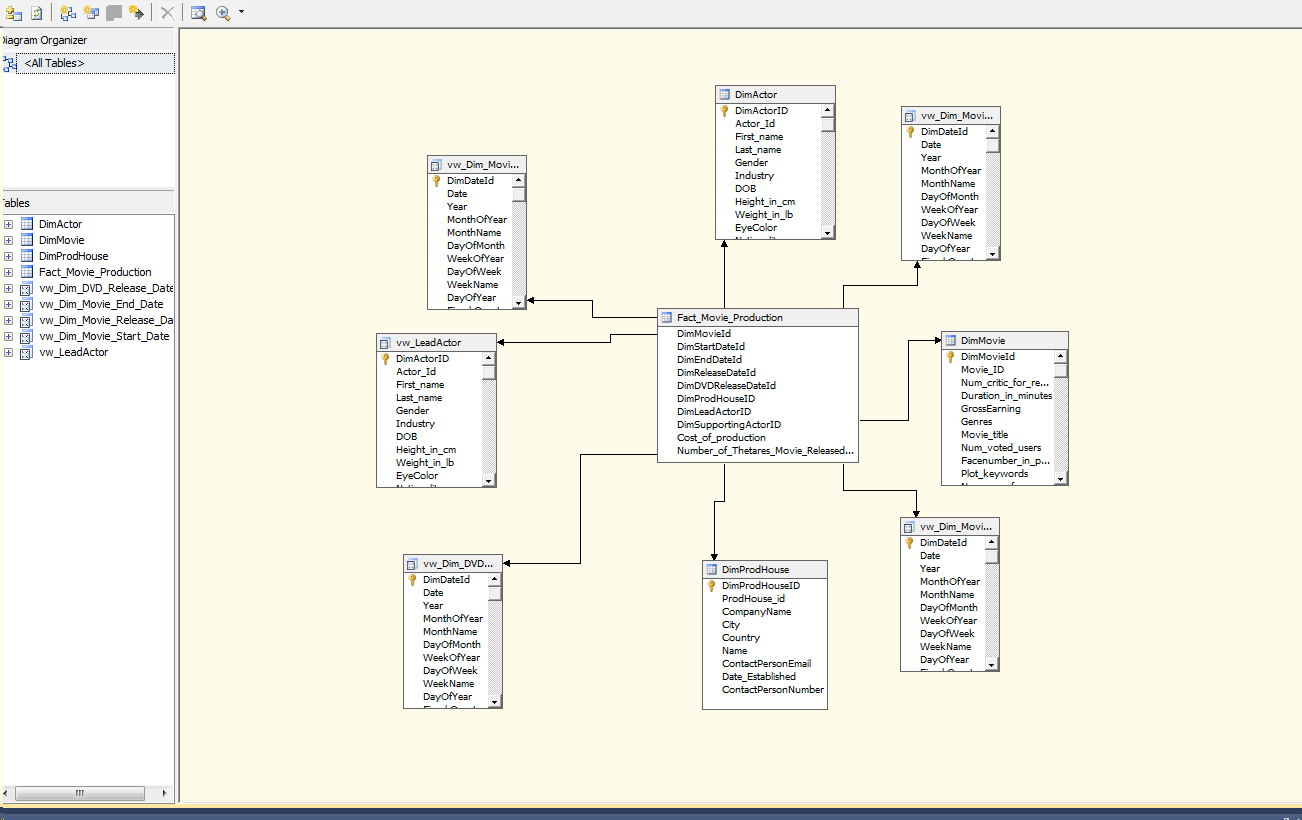 Diagram Organizer
<All Tables>
Tables
DimActor
DimMovie
DimProdHouse
Fact_Movie_Production
vw_Dim_DVD_Release_Date
vw_Dim_Movie_End_Date
vw_Dim_Movie_Release_Da
vw_Dim_Movie_Start_Date
vw_LeadActor
DimActor
DimActorID
Actor_Id
First_name
Last_name
Gender
Industry
DOB
Height_in_cm
Weight_in_lb
EyeColor
vw_Dim_Movi...
DimDateId
Date
Year
MonthOfYear
MonthName
DayOfMonth
WeekOfYear
DayOfWeek
WeekName
DayOfYear
vw_Dim_Movi...
DimDateId
Date
Year
MonthOfYear
MonthName
DayOfMonth
WeekOfYear
DayOfWeek
WeekName
DayOfYear
Fact_Movie_Production
DimMovieId
DimStartDateId
DimEndDateId
DimReleaseDateId
DimDVDReleaseDateId
DimProdHouseID
DimLeadActorID
DimSupportingActorID
Cost_of_production
Number_of_Thetares_Movie_Released...
vw_LeadActor
DimActorID
Actor_Id
First_name
Last_name
Gender
Industry
DOB
Height_in_cm
Weight_in_lb
EyeColor
DimMovie
DimMovieId
Movie_ID
Num_critic_for_re...
Duration_in_minutes
GrossEarning
Genres
Movie_title
Num_voted_users
Facenumber_in_p...
Plot_keywords
vw_Dim_DVD...
DimDateId
Date
Year
MonthOfYear
MonthName
DayOfMonth
WeekOfYear
DayOfWeek
WeekName
DayOfYear
DimProdHouse
DimProdHouseID
ProdHouse_id
CompanyName
City
Country
Name
ContactPersonEmail
Date_Established
ContactPersonNumber
vw_Dim_Movi...
DimDateId
Date
Year
MonthOfYear
MonthName
DayOfMonth
WeekOfYear
DayOfWeek
WeekName
DayOfYear